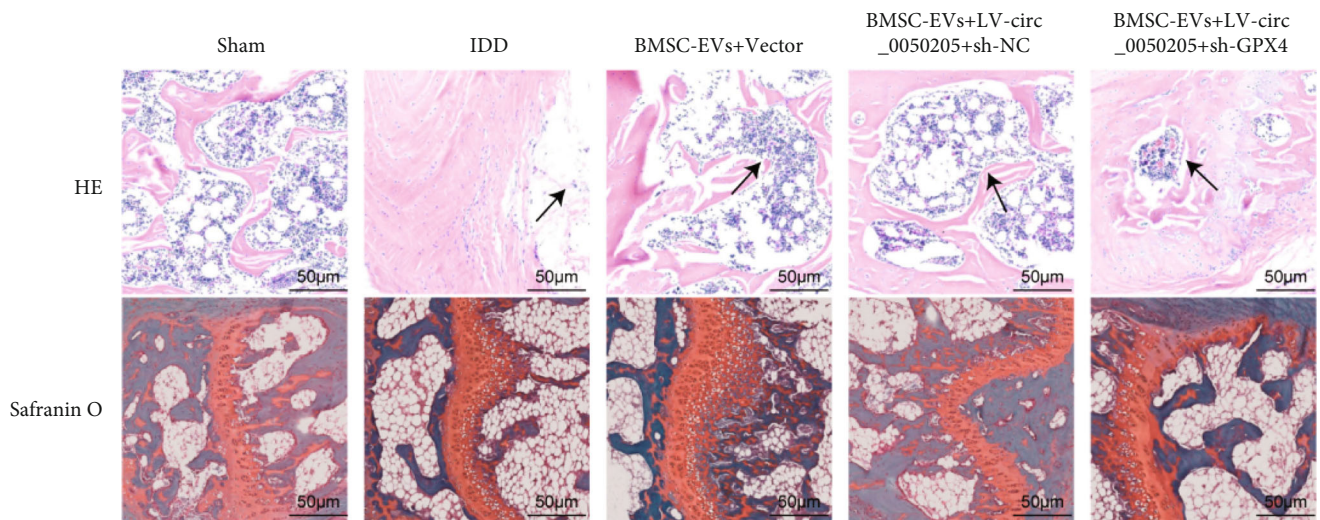 Sham
IDD
BMSC-EVs+Vector
BMSC-EVs+LV-circ
_0050205+sh-NC
BMSC-EVs+LV-circ
_0050205+sh-GPX4
HE
50μm
50μm
50μm
50μm
50μm
Safranin O
50μm
50μm
50μm
50μm
50μm